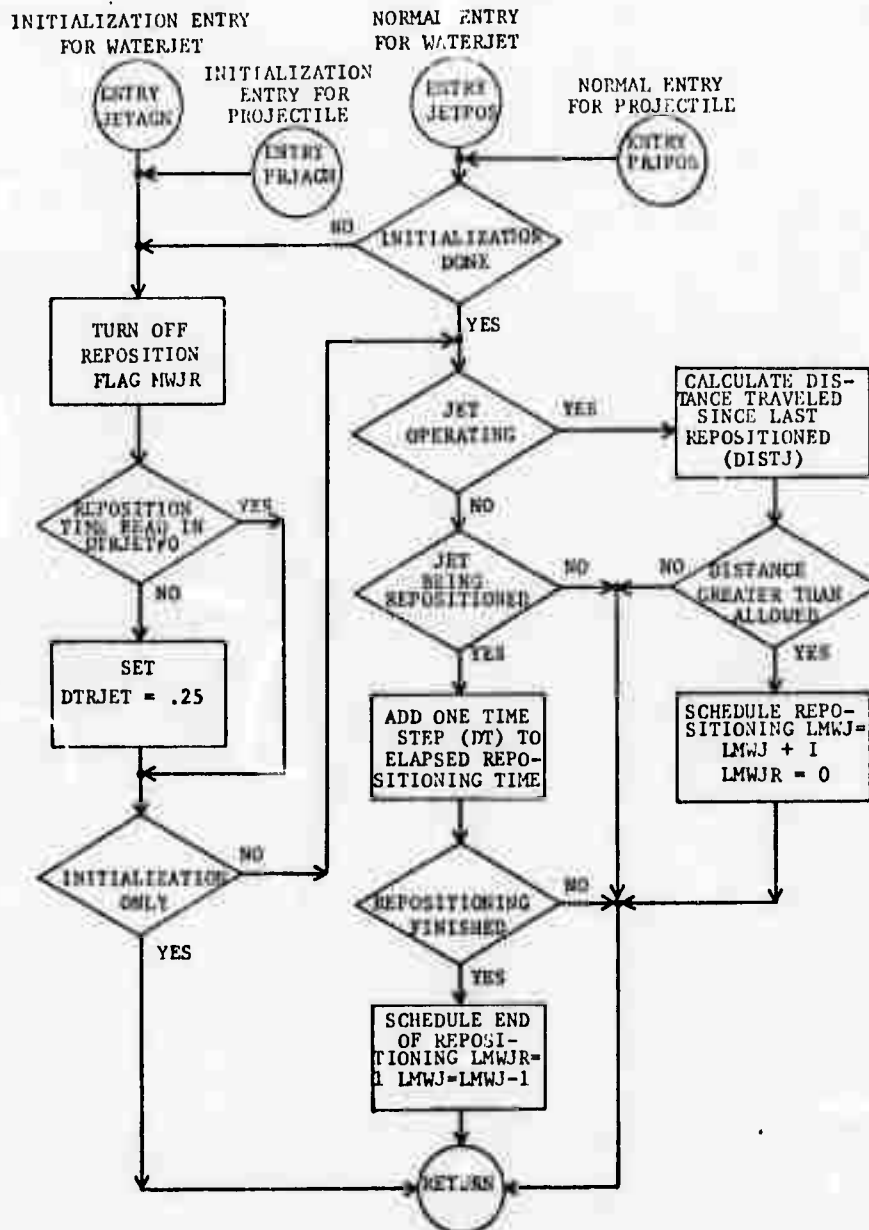 INITIALIZATION ENTRY
FOR WATERJET
NORMAL ENTRY
FOR WATERJET
INITIALIZATION
ENTRY FOR
PROJECTILE
NORMAL ENTRY
FOR PROJECTILE
ENTRY
JETAGN
ENTRY
PRJAGN
ENTRY
JETPOS
ENTRY
PRJPOS
NO
INITIALIZATION
DONE
YES
TURN OFF
REPOSITION
FLAG MWJR
REPOSITION
TIME READ IN
DTRJET≠0
YES
NO
SET
DTRJET = .25
INITIALIZATION
ONLY
NO
YES
JET
OPERATING
YES
NO
CALCULATE DIS-
TANCE TRAVELED
SINCE LAST
REPOSITIONED
(DISTJ)
JET
BEING
REPOSITIONED
NO
YES
NO
DISTANCE
GREATER THAN
ALLOWED
YES
ADD ONE TIME
STEP (DT) TO
ELAPSED REPO-
SITIONING TIME
SCHEDULE REPO-
SITIONING LMWJ=
LMWJ + I
LMWJR = 0
REPOSITIONING
FINISHED
NO
YES
SCHEDULE END
OF REPOSI-
TIONING LMWJR=
1 LMWJ=LMWJ-1
RETURN